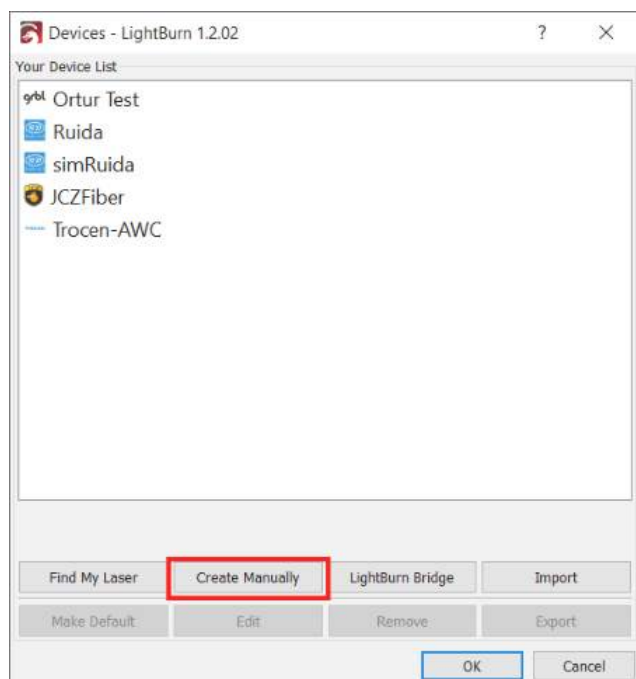 Devices - LightBurn 1.2.02 ?
Your Device List
grbl Ortur Test
Ruida
simRuida
JCZFiber
Trocen-AWC
Find My Laser Create Manually LightBurn Bridge Import
Make Default Edit Remove Export
OK Cancel